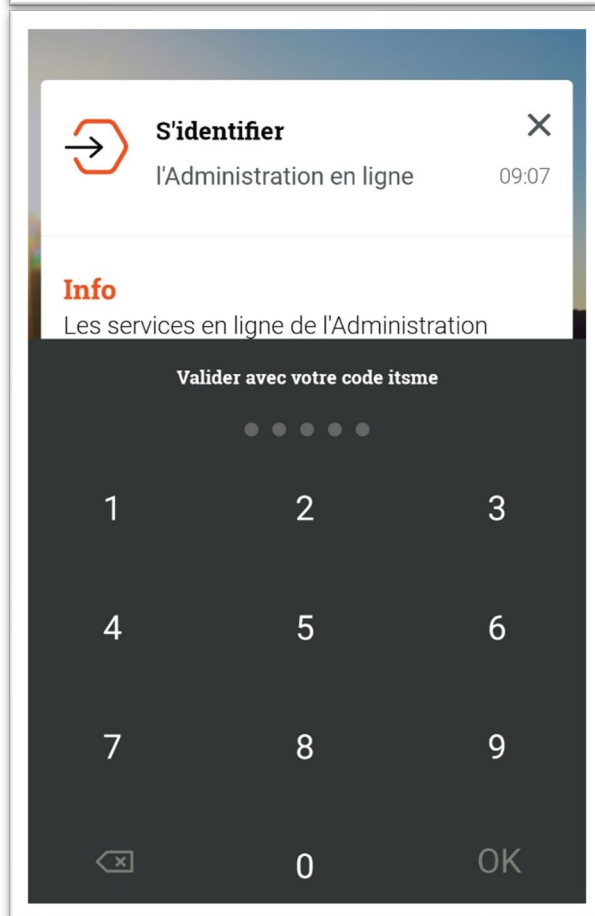 S'identifier
l'Administration en ligne 09:07
Info
Les services en ligne de l'Administration
Valider avec votre code itsme
1 2 3
4 5 6
7 8 9
0 OK